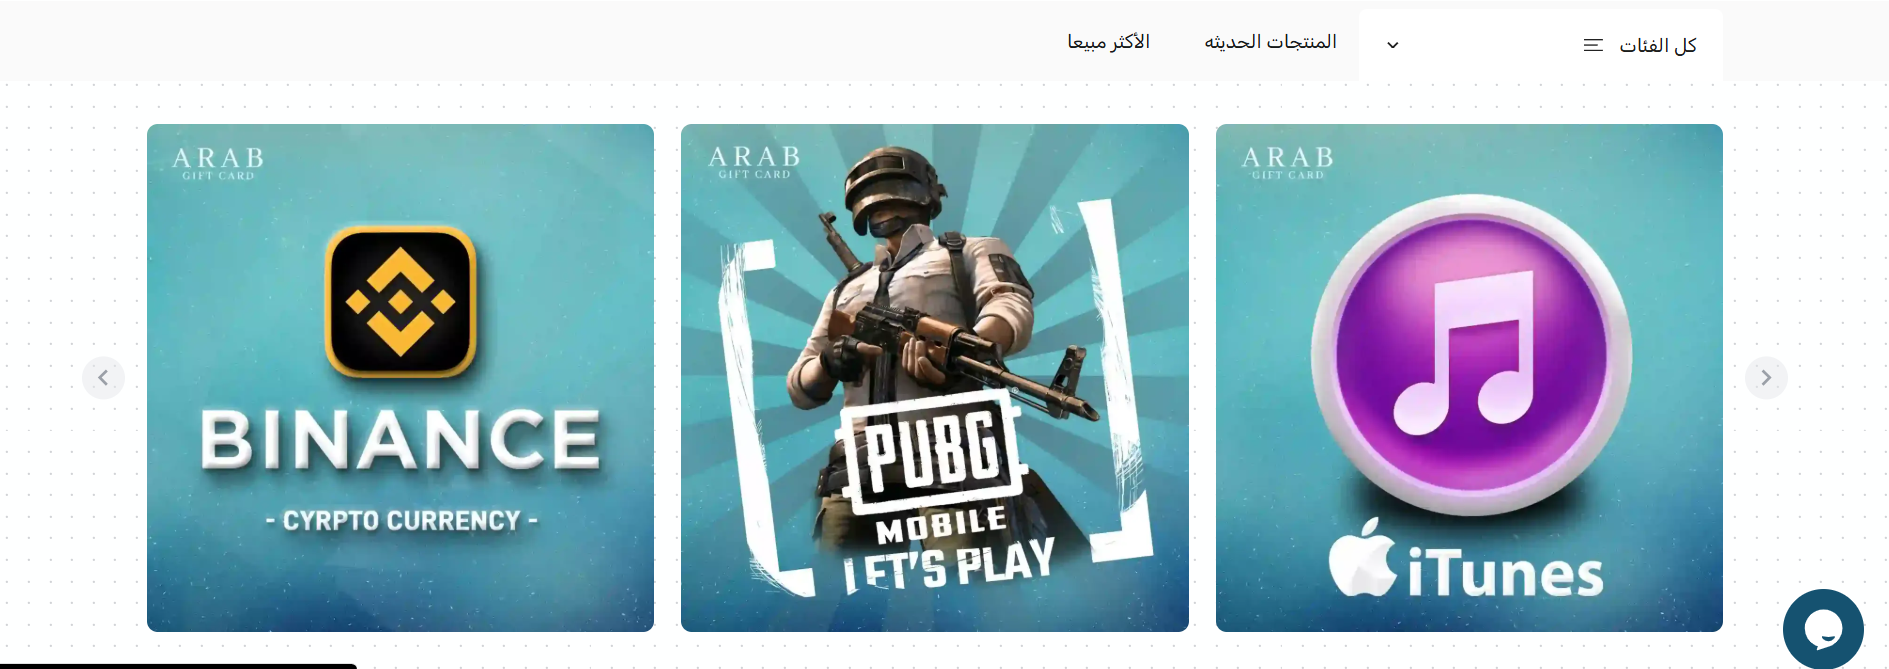 كل الفئات
المنتجات الحديثه
الأكثر مبيعا
ARAB
GIFT CARD
iTunes
ARAB
GIFT CARD
PUBG
MOBILE
LET'S PLAY
ARAB
GIFT CARD
BINANCE
- CYRPTO CURRENCY -